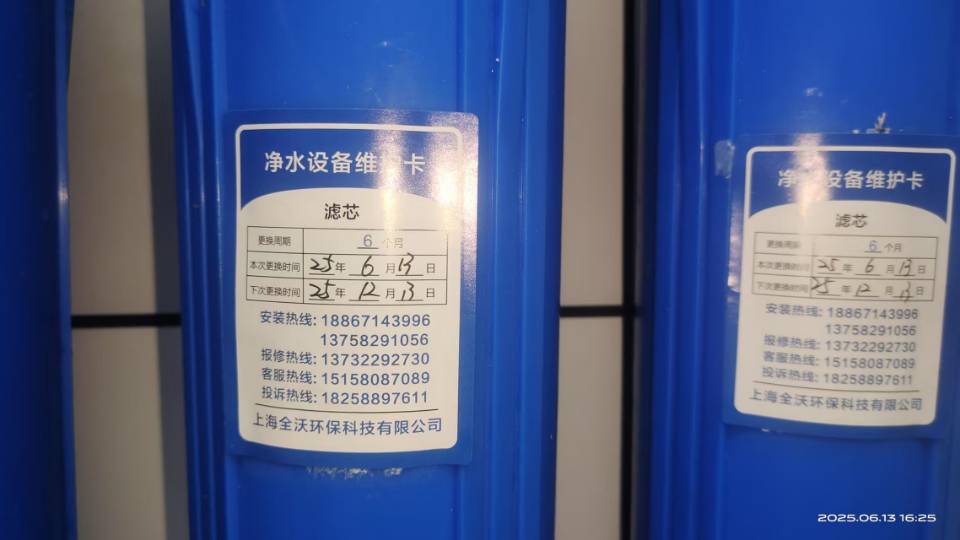 净水设备维护卡
滤芯
更换周期 6 个月
本次更换时间 25 年 6 月 13 日
下次更换时间 25 年 12 月 13 日
安装热线: 18867143996
13758291056
报修热线: 13732292730
客服热线: 15158087089
投诉热线: 18258897611
上海全沃环保科技有限公司
净水设备维护卡
滤芯
更换周期 6 个月
本次更换时间 25 年 6 月 13 日
下次更换时间 25 年 12 月 13 日
安装热线: 18867143996
13758291056
报修热线: 13732292730
客服热线: 15158087089
投诉热线: 18258897611
上海全沃环保科技有限公司
2025.06.13 16:25